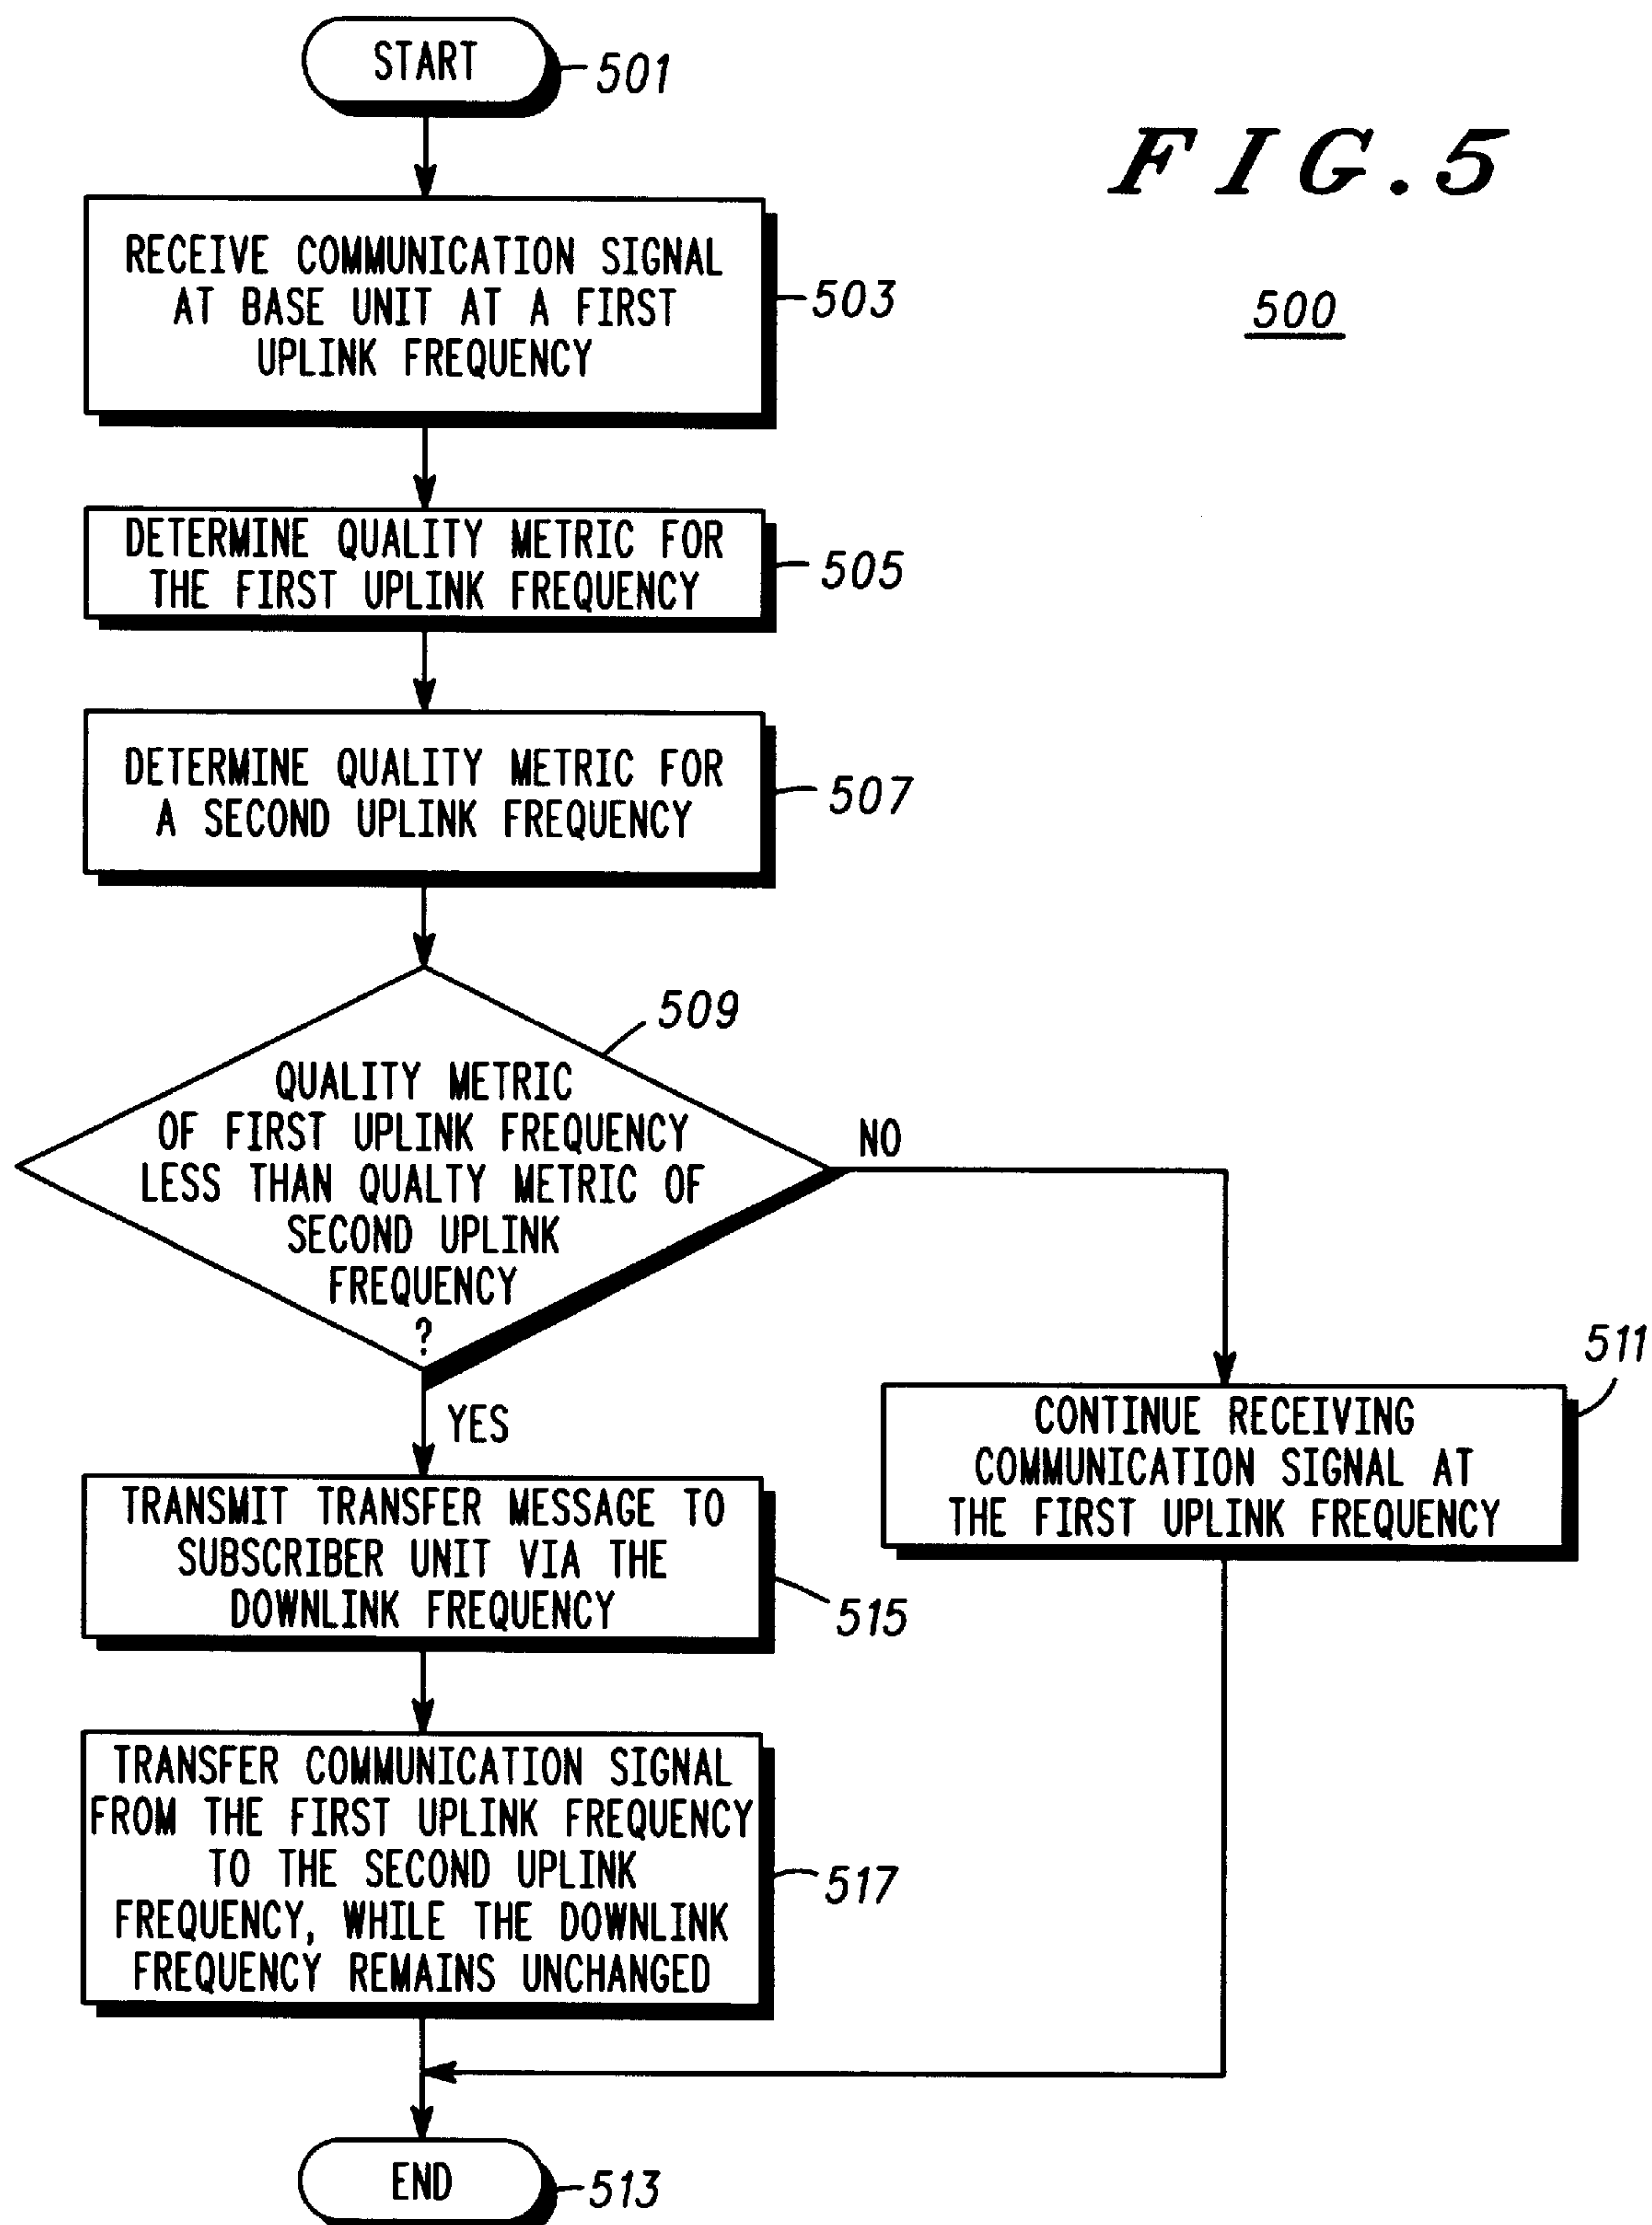 START
501
FIG.5
500
RECEIVE COMMUNICATION SIGNAL
AT BASE UNIT AT A FIRST
UPLINK FREQUENCY
503
DETERMINE QUALITY METRIC FOR
THE FIRST UPLINK FREQUENCY
505
DETERMINE QUALITY METRIC FOR
A SECOND UPLINK FREQUENCY
507
509
QUALITY METRIC
OF FIRST UPLINK FREQUENCY
LESS THAN QUALTY METRIC OF
SECOND UPLINK
FREQUENCY
?
NO
YES
511
CONTINUE RECEIVING
COMMUNICATION SIGNAL AT
THE FIRST UPLINK FREQUENCY
TRANSMIT TRANSFER MESSAGE TO
SUBSCRIBER UNIT VIA THE
DOWNLINK FREQUENCY
515
TRANSFER COMMUNICATION SIGNAL
FROM THE FIRST UPLINK FREQUENCY
TO THE SECOND UPLINK
FREQUENCY, WHILE THE DOWNLINK
FREQUENCY REMAINS UNCHANGED
517
END
513